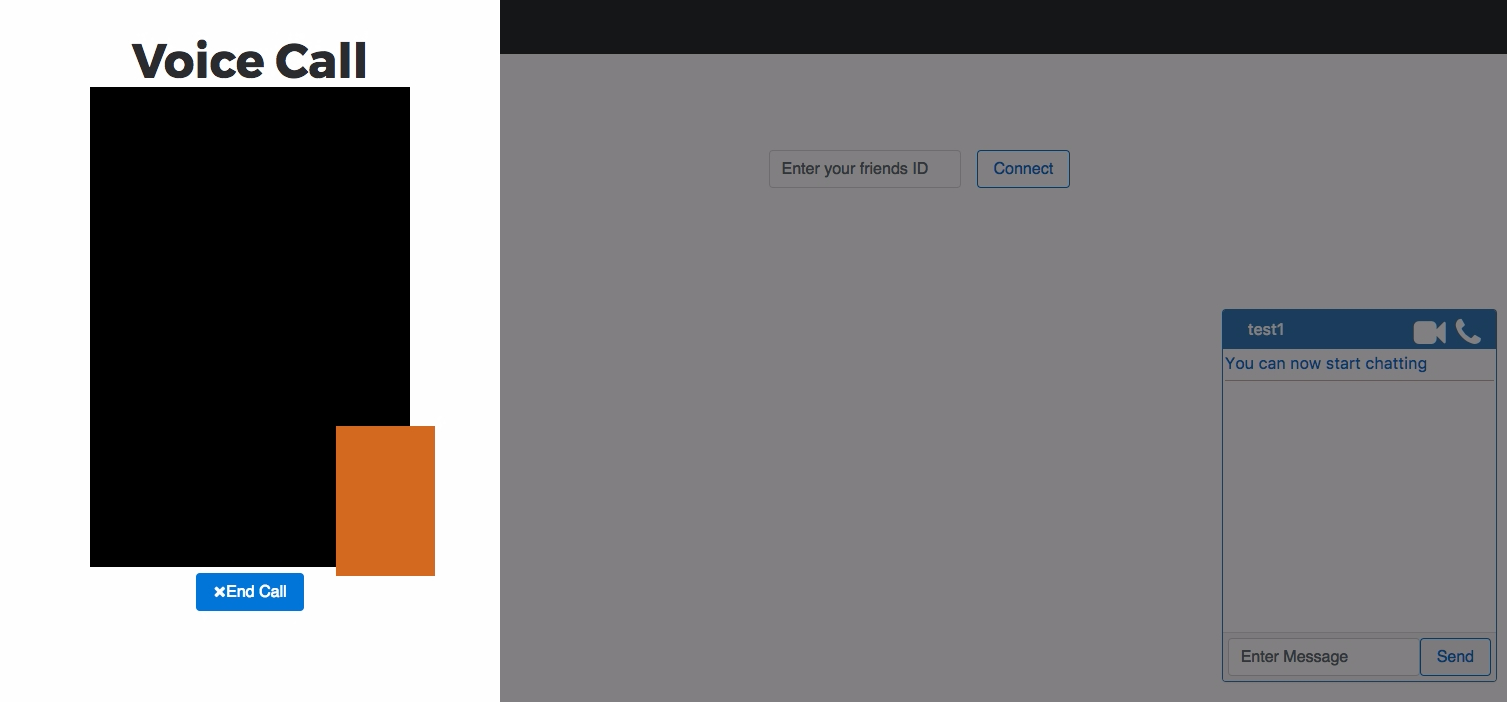 Voice Call
End Call
Enter your friends ID
Connect
test1
You can now start chatting
Enter Message
Send